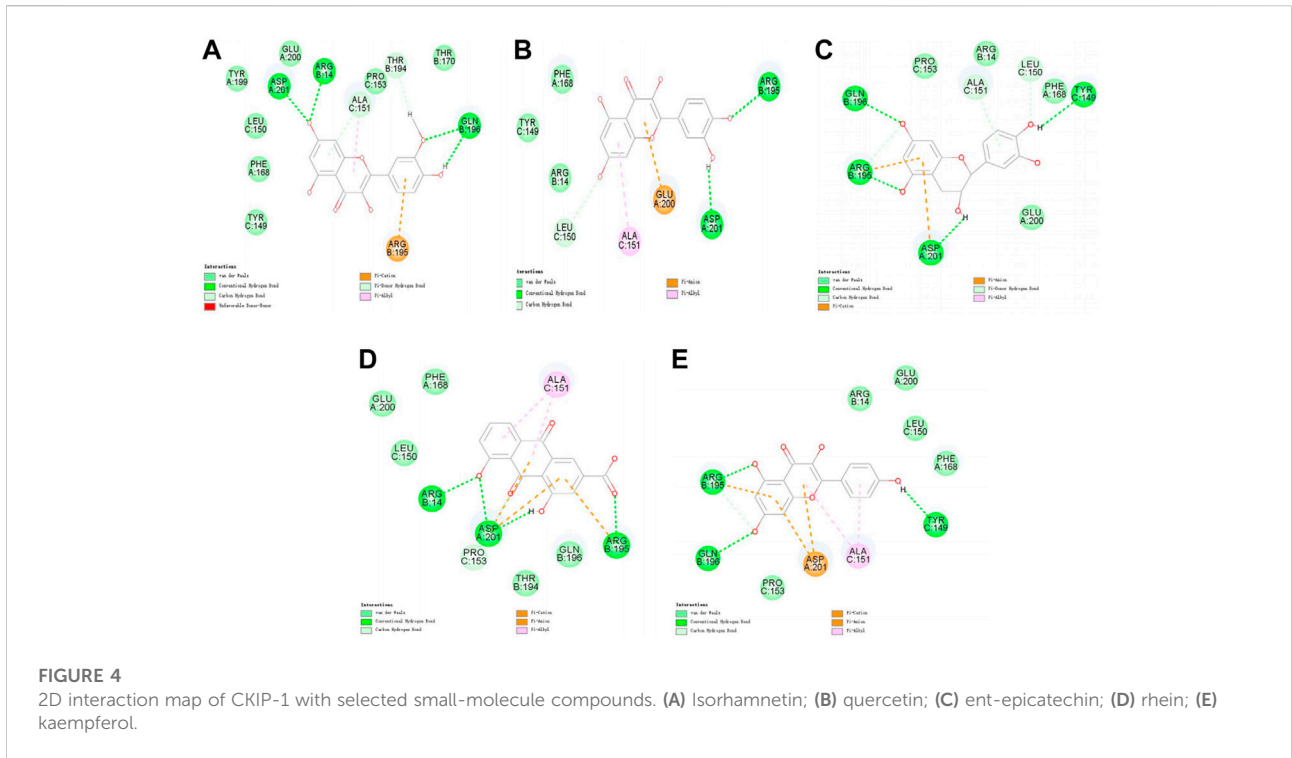 A
GLU
A:200
TYR
A:199
ASP
A:201
ARG
B:14
PRO
C:153
THR
B:194
THR
B:170
ALA
C:151
GLN
B:196
LEU
C:150
PHE
A:168
TYR
C:149
ARG
B:195
H
O
Interactions
van der Waals
Conventional Hydrogen Bond
Carbon Hydrogen Bond
Unfavorable Donor-Donor
Pi-Cation
Pi-Donor Hydrogen Bond
Pi-Alkyl
B
PHE
A:168
TYR
C:149
ARG
B:14
LEU
C:150
ALA
C:151
GLU
A:200
ASP
A:201
ARG
B:195
H
Interactions
van der Waals
Conventional Hydrogen Bond
Carbon Hydrogen Bond
Pi-Anion
Pi-Alkyl
C
PRO
C:153
ARG
B:14
ALA
C:151
LEU
C:150
PHE
A:168
TYR
C:149
GLN
B:196
ARG
B:195
ASP
A:201
GLU
A:200
H
Interactions
van der Waals
Conventional Hydrogen Bond
Carbon Hydrogen Bond
Pi-Cation
Pi-Anion
Pi-Donor Hydrogen Bond
Pi-Alkyl
D
PHE
A:168
GLU
A:200
LEU
C:150
ALA
C:151
ARG
B:14
ASP
A:201
PRO
C:153
THR
B:194
GLN
B:196
ARG
B:195
H
Interactions
van der Waals
Conventional Hydrogen Bond
Carbon Hydrogen Bond
Pi-Cation
Pi-Anion
Pi-Alkyl
E
GLU
A:200
ARG
B:14
LEU
C:150
PHE
A:168
ARG
B:195
GLN
B:196
PRO
C:153
ASP
A:201
ALA
C:151
TYR
C:149
H
Interactions
van der Waals
Conventional Hydrogen Bond
Carbon Hydrogen Bond
Pi-Cation
Pi-Anion
Pi-Alkyl
FIGURE 4
2D interaction map of CKIP-1 with selected small-molecule compounds. (A) Isorhamnetin; (B) quercetin; (C) ent-epicatechin; (D) rhein; (E)
kaempferol.